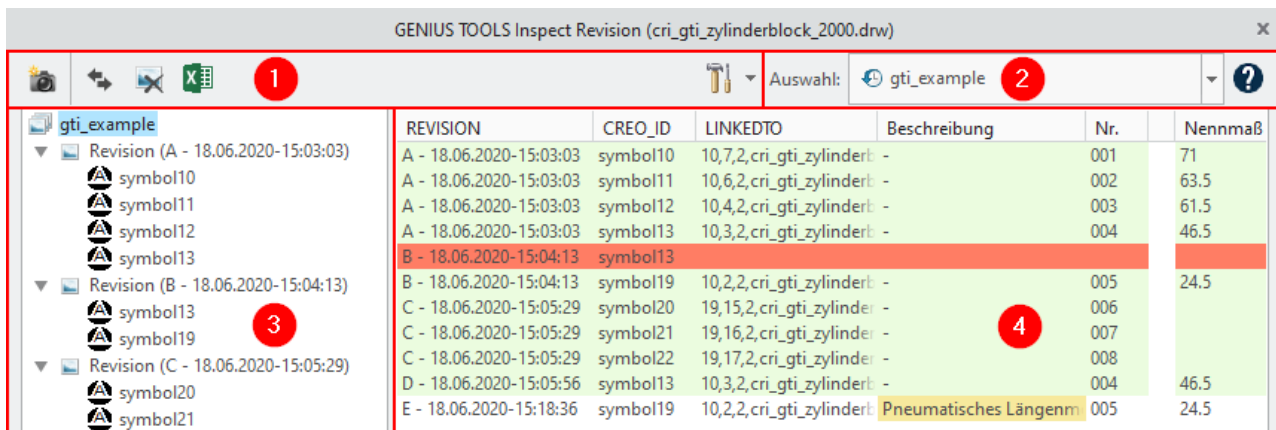 GENIUS TOOLS Inspect Revision (cri_gti_zylinderblock_2000.drw)
1 Auswahl: gti_example 2
gti_example
Revision (A - 18.06.2020-15:03:03)
symbol10
symbol11
symbol12
symbol13
Revision (B - 18.06.2020-15:04:13)
symbol13
symbol19
3
Revision (C - 18.06.2020-15:05:29)
symbol20
symbol21
REVISION CREO_ID LINKEDTO Beschreibung Nr. Nennmaß
A - 18.06.2020-15:03:03 symbol10 10,7,2,cri_gti_zylinderb - 001 71
A - 18.06.2020-15:03:03 symbol11 10,6,2,cri_gti_zylinderb - 002 63.5
A - 18.06.2020-15:03:03 symbol12 10,4,2,cri_gti_zylinderb - 003 61.5
A - 18.06.2020-15:03:03 symbol13 10,3,2,cri_gti_zylinderb - 004 46.5
B - 18.06.2020-15:04:13 symbol13
B - 18.06.2020-15:04:13 symbol19 10,2,2,cri_gti_zylinderb - 005 24.5
C - 18.06.2020-15:05:29 symbol20 19,15,2,cri_gti_zylinder - 006
C - 18.06.2020-15:05:29 symbol21 19,16,2,cri_gti_zylinder - 007
4
C - 18.06.2020-15:05:29 symbol22 19,17,2,cri_gti_zylinder - 008
D - 18.06.2020-15:05:56 symbol13 10,3,2,cri_gti_zylinderb - 004 46.5
E - 18.06.2020-15:18:36 symbol19 10,2,2,cri_gti_zylinderb Pneumatisches Längenm 005 24.5